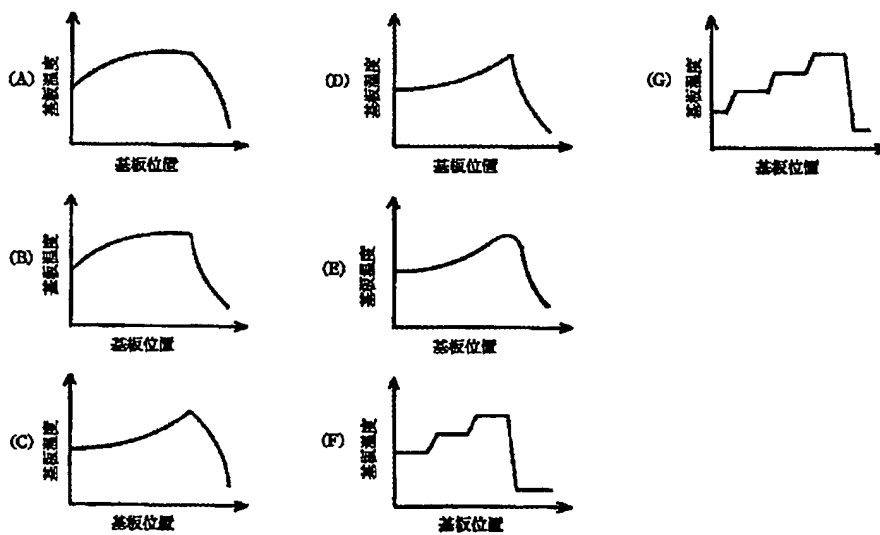 (A)
基板温度
基板位置
(B)
基板温度
基板位置
(C)
基板温度
基板位置
(D)
基板温度
基板位置
(E)
基板温度
基板位置
(F)
基板温度
基板位置
(G)
基板温度
基板位置